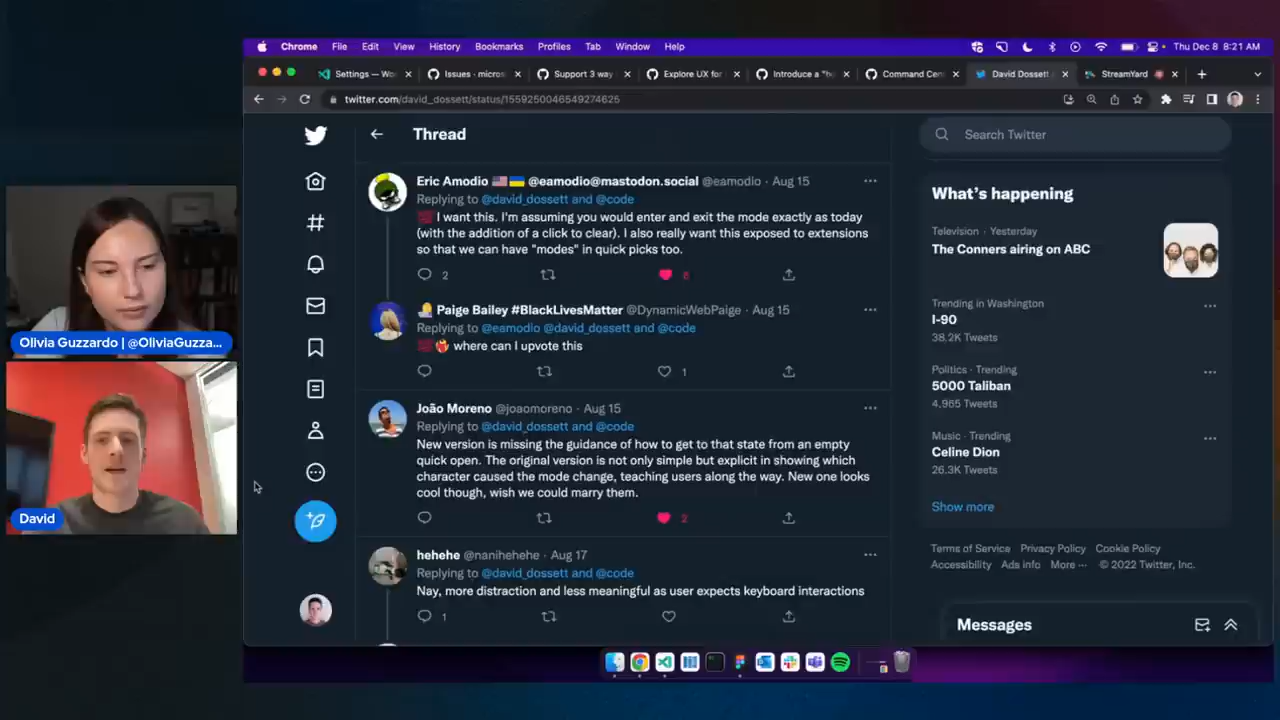 Chrome File Edit View History Bookmarks Profiles Tab Window Help Thu Dec 8 8:21 AM
Settings — Wo Issues · micros Support 3 way Explore UX for Introduce a "b Command Cen David Dossett StreamYard
twitter.com/david_dossett/status/1559250046549274625
Thread
Search Twitter
Eric Amodio @eamodio@mastodon.social @eamodio · Aug 15
Replying to @david_dossett and @code
💯 I want this. I'm assuming you would enter and exit the mode exactly as today
(with the addition of a click to clear). I also really want this exposed to extensions
so that we can have "modes" in quick picks too.
2 6
Paige Bailey #BlackLivesMatter @DynamicWebPaige · Aug 15
Replying to @eamodio @david_dossett and @code
💯 where can I upvote this
1
João Moreno @joaomoreno · Aug 15
Replying to @david_dossett and @code
New version is missing the guidance of how to get to that state from an empty
quick open. The original version is not only simple but explicit in showing which
character caused the mode change, teaching users along the way. New one looks
cool though, wish we could marry them.
2
hehehe @nanihehehe · Aug 17
Replying to @david_dossett and @code
Nay, more distraction and less meaningful as user expects keyboard interactions
1
What's happening
Television · Yesterday
The Conners airing on ABC
Trending in Washington
I-90
38.2K Tweets
Politics · Trending
5000 Taliban
4,965 Tweets
Music · Trending
Celine Dion
26.3K Tweets
Show more
Terms of Service Privacy Policy Cookie Policy
Accessibility Ads info More ··· © 2022 Twitter, Inc.
Messages
Olivia Guzzardo | @OliviaGuzza...
David